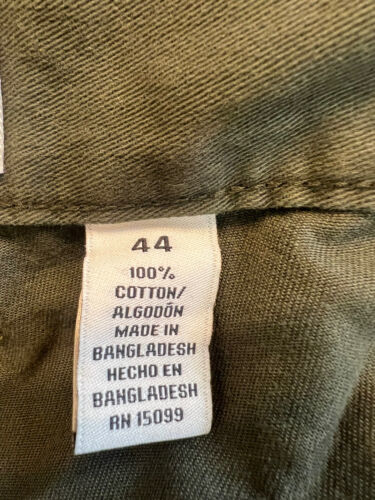 44
100%
COTTON/
ALGODÓN
MADE IN
BANGLADESH
HECHO EN
BANGLADESH
RN 15099